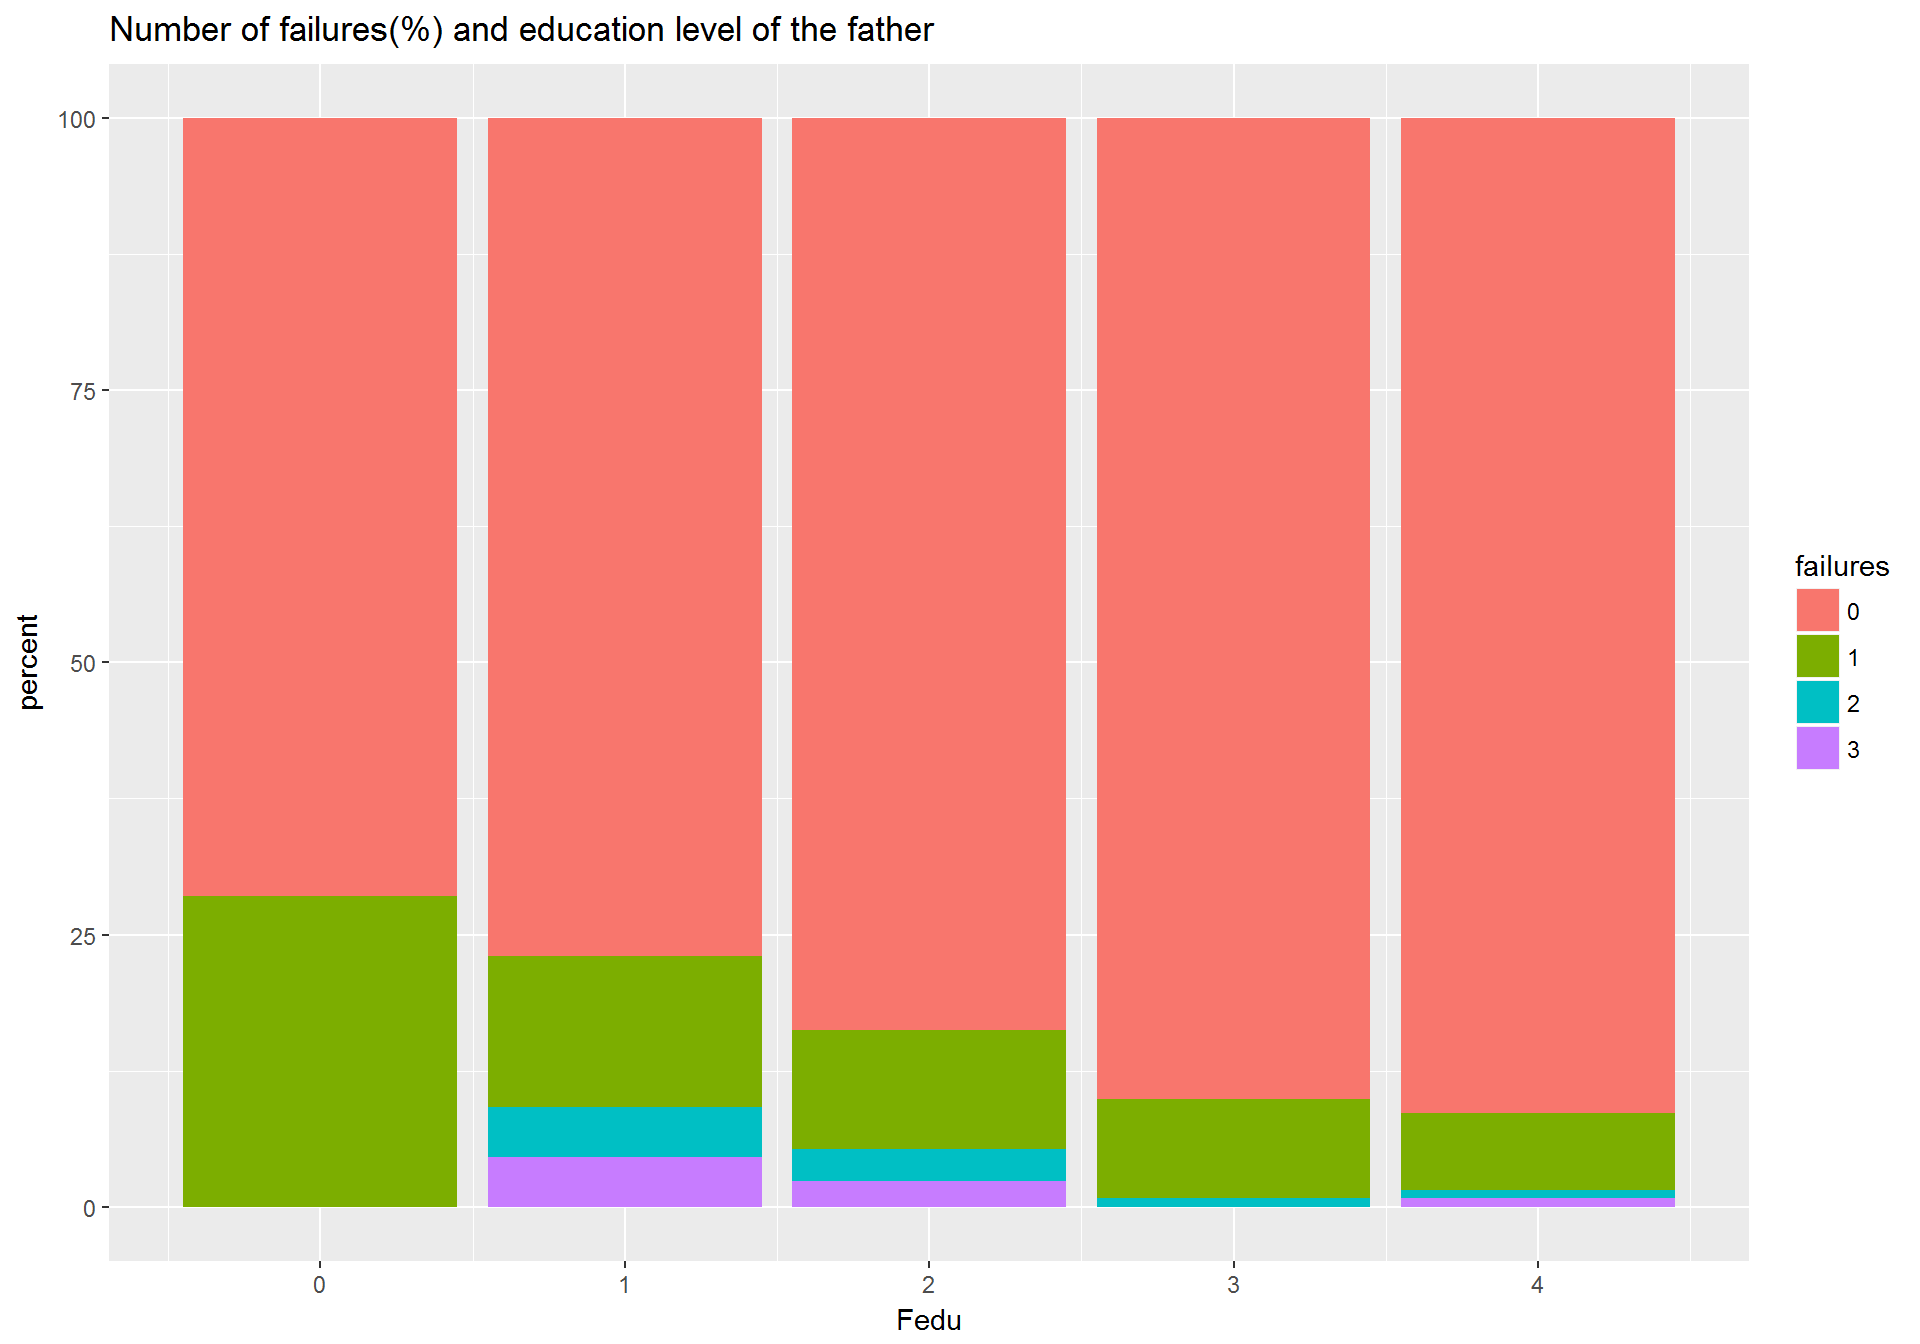 Number of failures(%) and education level of the father
100
75
50
25
0
percent
0 1 2 3 4
Fedu
failures
0
1
2
3